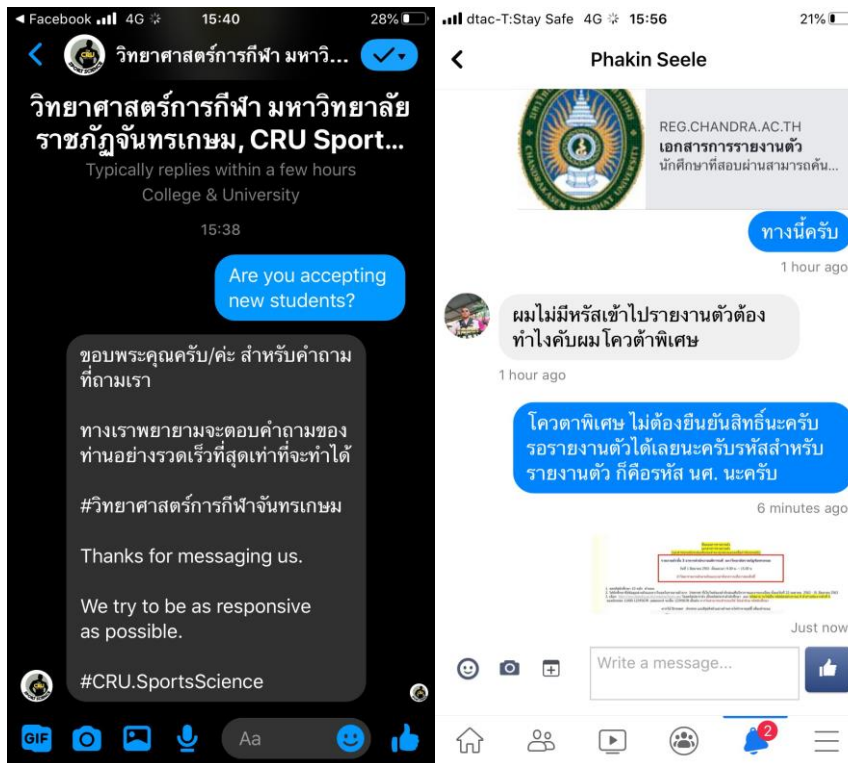 Facebook 4G 15:40 28%
วิทยาศาสตร์การกีฬา มหาวิ...
วิทยาศาสตร์การกีฬา มหาวิทยาลัย
ราชภัฏจันทรเกษม, CRU Sport...
Typically replies within a few hours
College & University
15:38
Are you accepting
new students?
ขอบพระคุณครับ/ค่ะ สำหรับคำถาม
ที่ถามเรา
ทางเราพยายามจะตอบคำถามของ
ท่านอย่างรวดเร็วที่สุดเท่าที่จะทำได้
#วิทยาศาสตร์การกีฬาจันทรเกษม
Thanks for messaging us.
We try to be as responsive
as possible.
#CRU.SportsScience
GIF
Aa
dtac-T:Stay Safe 4G 15:56 21%
Phakin Seele
CHANDRAKASEM RAJABHAT UNIVERSITY
REG.CHANDRA.AC.TH
เอกสารการรายงานตัว
นักศึกษาที่สอบผ่านสามารถค้น...
ทางนี้ครับ
1 hour ago
ผมไม่มีหรัสเข้าไปรายงานตัวต้อง
ทำไงคับผมโควต้าพิเศษ
1 hour ago
โควตาพิเศษ ไม่ต้องยืนยันสิทธิ์นะครับ
รอรายงานตัวได้เลยนะครับรหัสสำหรับ
รายงานตัว ก็คือรหัส นศ. นะครับ
6 minutes ago
Just now
Write a message...
2